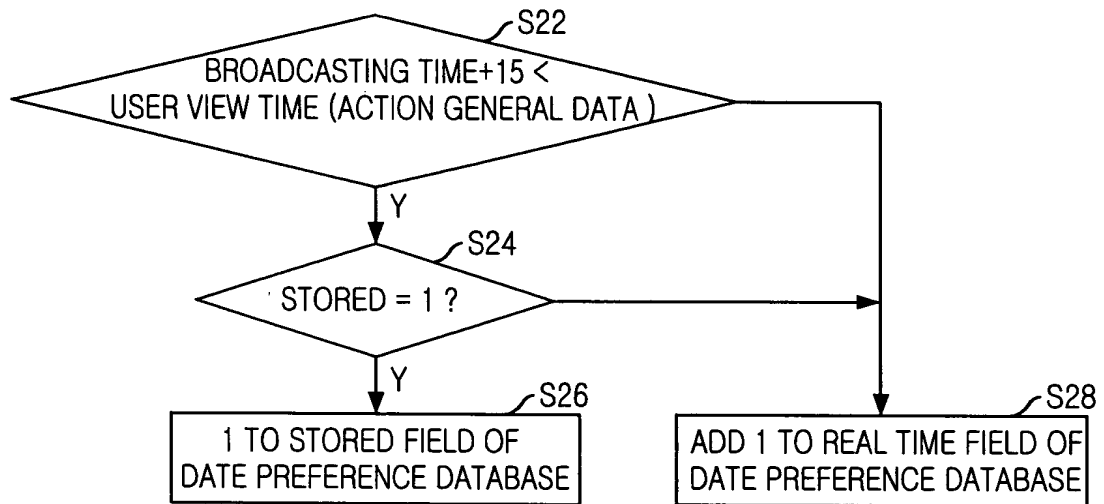 S22
BROADCASTING TIME+15 <
USER VIEW TIME (ACTION GENERAL DATA )
Y
S24
STORED = 1 ?
Y
S26
1 TO STORED FIELD OF
DATE PREFERENCE DATABASE
S28
ADD 1 TO REAL TIME FIELD OF
DATE PREFERENCE DATABASE